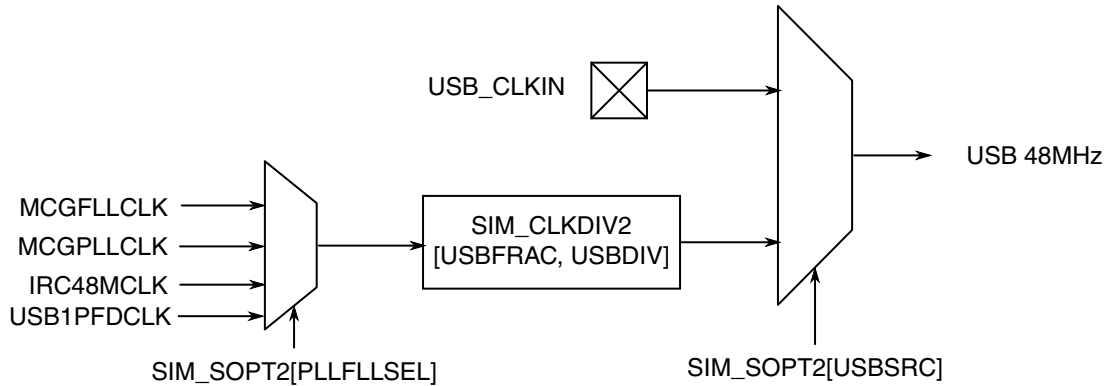 USB_CLKIN
USB 48MHz
MCGFLLCLK
MCGPLLCLK
IRC48MCLK
USB1PFDCLK
SIM_CLKDIV2
[USBFRAC, USBDIV]
SIM_SOPT2[PLLFLLSEL]
SIM_SOPT2[USBSRC]